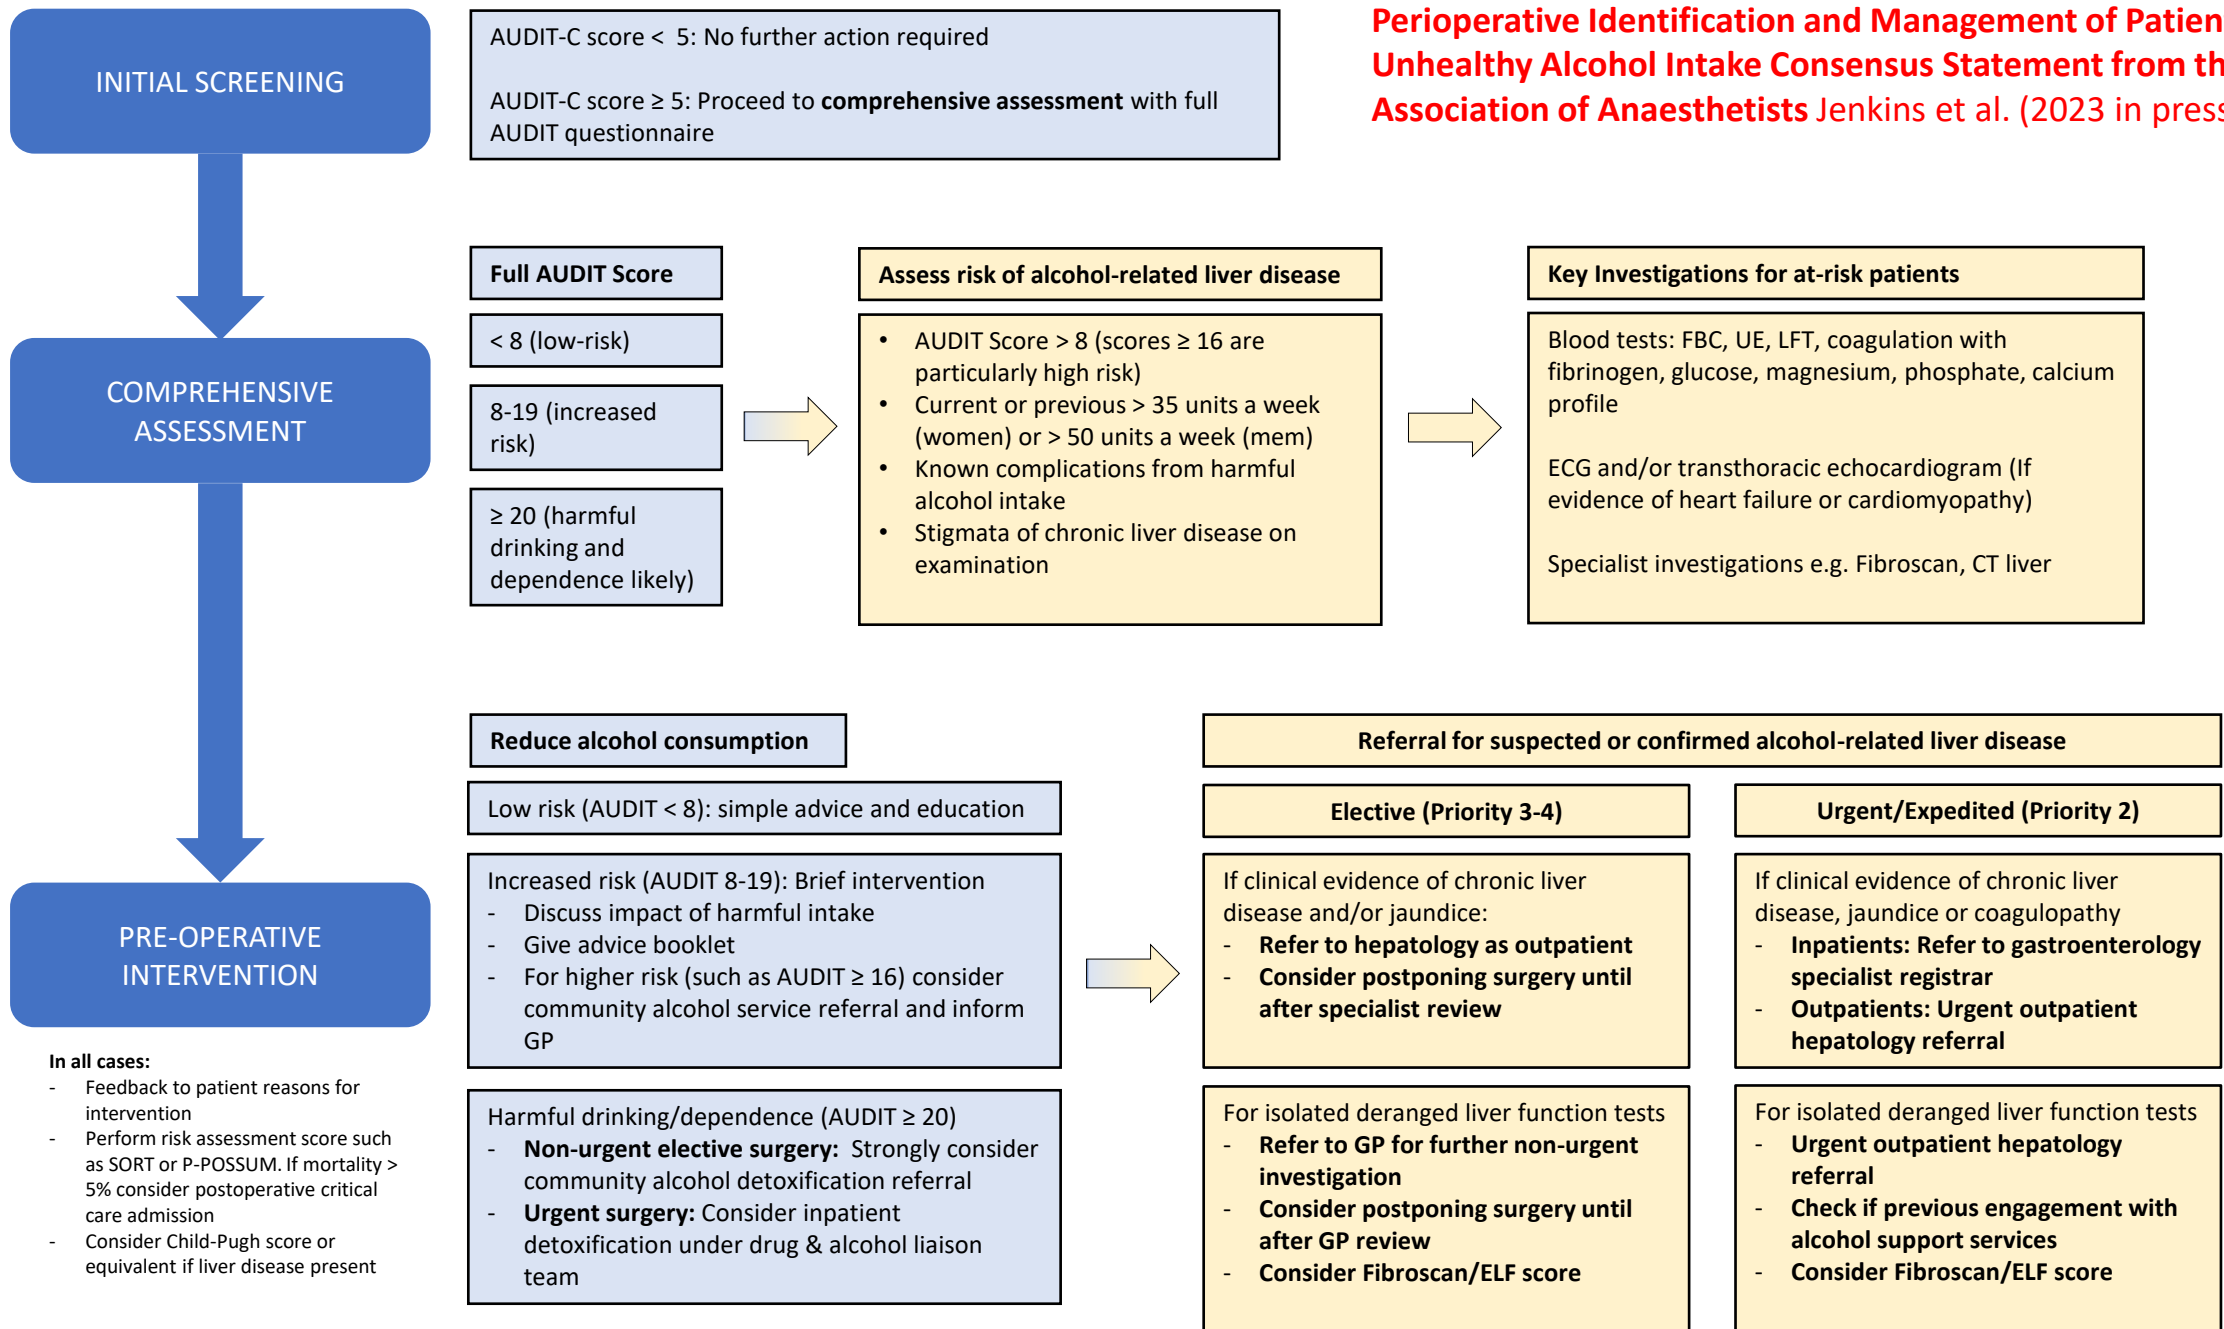 INITIAL SCREENING
AUDIT-C score < 5: No further action required
AUDIT-C score ≥ 5: Proceed to comprehensive assessment with full
AUDIT questionnaire
Perioperative Identification and Management of Patien
Unhealthy Alcohol Intake Consensus Statement from th
Association of Anaesthetists Jenkins et al. (2023 in press
COMPREHENSIVE
ASSESSMENT
Full AUDIT Score
< 8 (low-risk)
8-19 (increased
risk)
≥ 20 (harmful
drinking and
dependence likely)
Assess risk of alcohol-related liver disease
• AUDIT Score > 8 (scores ≥ 16 are
particularly high risk)
• Current or previous > 35 units a week
(women) or > 50 units a week (mem)
• Known complications from harmful
alcohol intake
• Stigmata of chronic liver disease on
examination
Key Investigations for at-risk patients
Blood tests: FBC, UE, LFT, coagulation with
fibrinogen, glucose, magnesium, phosphate, calcium
profile
ECG and/or transthoracic echocardiogram (If
evidence of heart failure or cardiomyopathy)
Specialist investigations e.g. Fibroscan, CT liver
PRE-OPERATIVE
INTERVENTION
In all cases:
- Feedback to patient reasons for
intervention
- Perform risk assessment score such
as SORT or P-POSSUM. If mortality >
5% consider postoperative critical
care admission
- Consider Child-Pugh score or
equivalent if liver disease present
Reduce alcohol consumption
Low risk (AUDIT < 8): simple advice and education
Increased risk (AUDIT 8-19): Brief intervention
- Discuss impact of harmful intake
- Give advice booklet
- For higher risk (such as AUDIT ≥ 16) consider
community alcohol service referral and inform
GP
Harmful drinking/dependence (AUDIT ≥ 20)
- Non-urgent elective surgery: Strongly consider
community alcohol detoxification referral
- Urgent surgery: Consider inpatient
detoxification under drug & alcohol liaison
team
Referral for suspected or confirmed alcohol-related liver disease
Elective (Priority 3-4)
If clinical evidence of chronic liver
disease and/or jaundice:
- Refer to hepatology as outpatient
- Consider postponing surgery until
after specialist review
For isolated deranged liver function tests
- Refer to GP for further non-urgent
investigation
- Consider postponing surgery until
after GP review
- Consider Fibroscan/ELF score
Urgent/Expedited (Priority 2)
If clinical evidence of chronic liver
disease, jaundice or coagulopathy
- Inpatients: Refer to gastroenterology
specialist registrar
- Outpatients: Urgent outpatient
hepatology referral
For isolated deranged liver function tests
- Urgent outpatient hepatology
referral
- Check if previous engagement with
alcohol support services
- Consider Fibroscan/ELF score